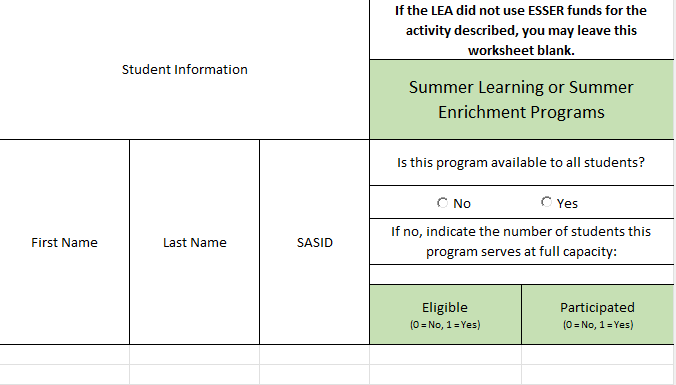 If the LEA did not use ESSER funds for the
activity described, you may leave this
worksheet blank.
Student Information
Summer Learning or Summer
Enrichment Programs
Is this program available to all students?
No Yes
If no, indicate the number of students this
program serves at full capacity:
First Name Last Name SASID
Eligible Participated
(0 = No, 1 = Yes) (0 = No, 1 = Yes)